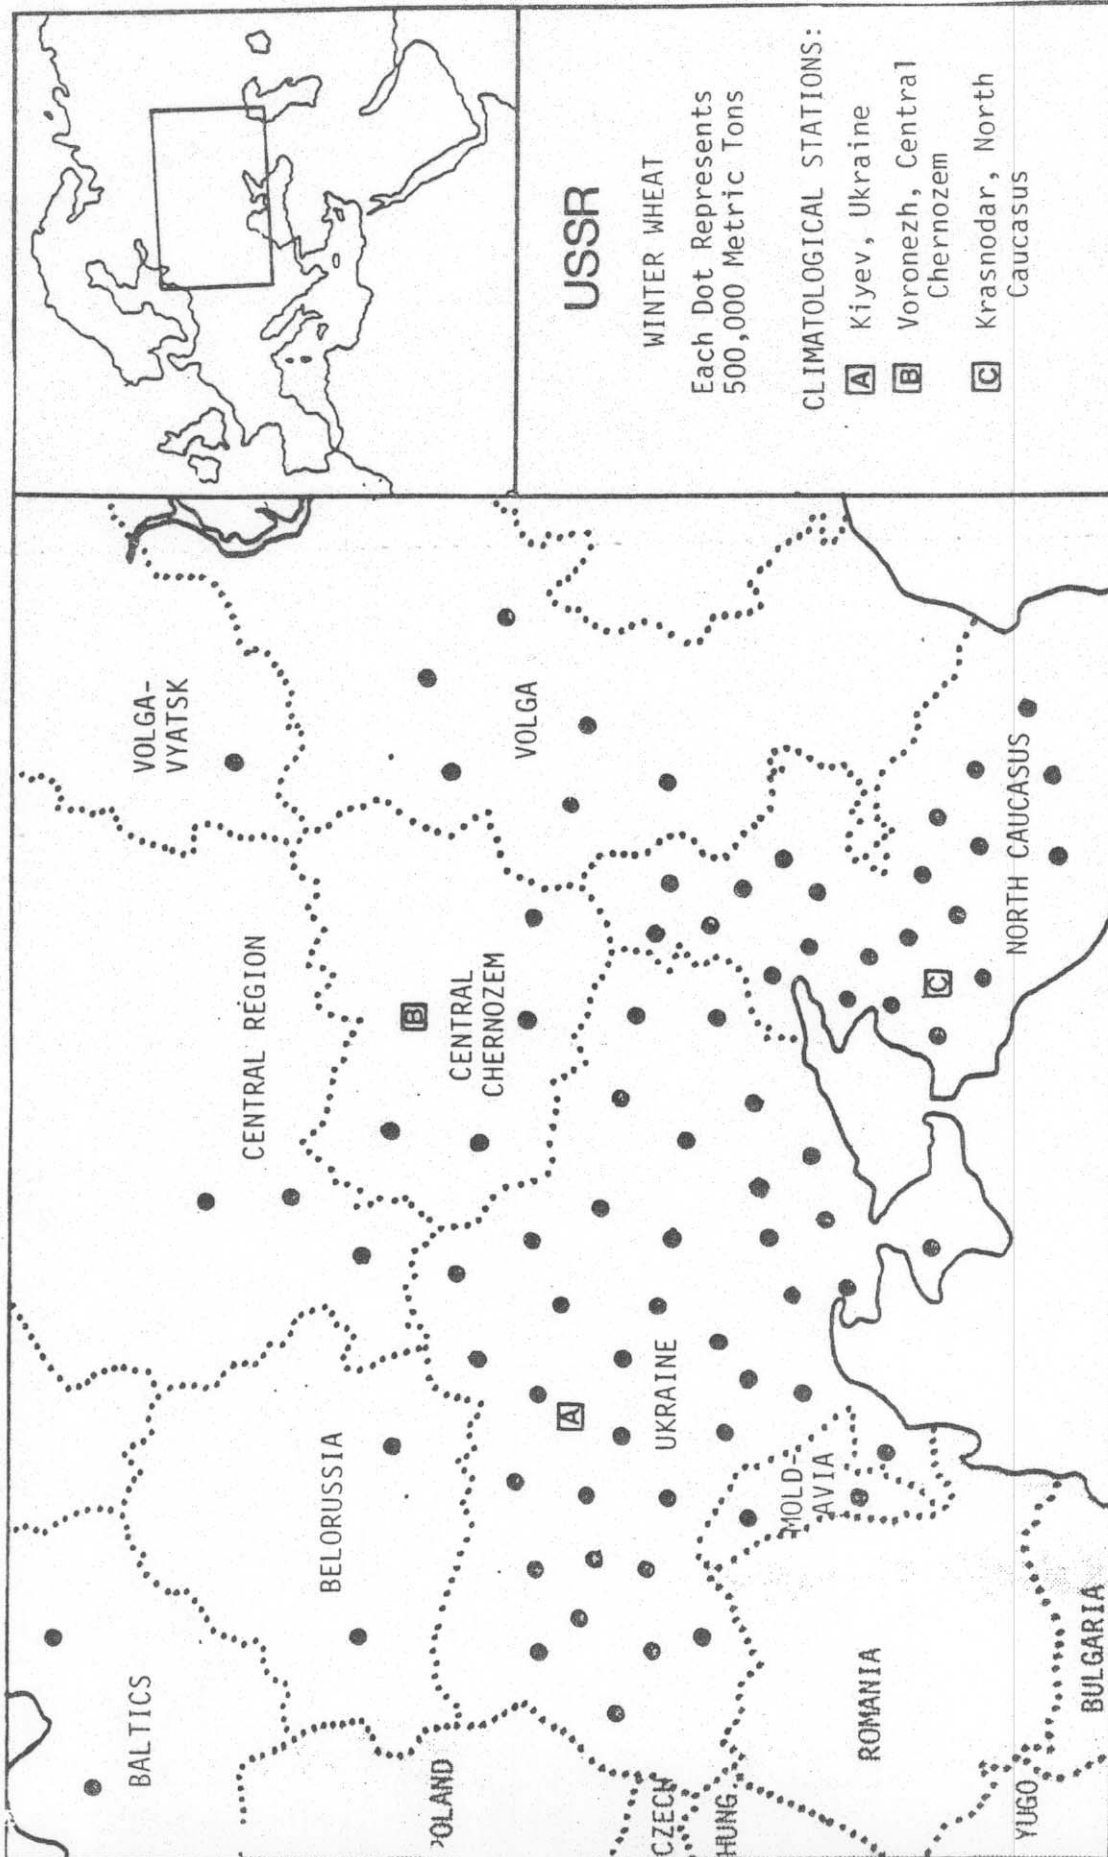 BALTICS
BELORUSSIA
CENTRAL REGION
VOLGA-
VYATSK
POLAND
CENTRAL
CHERNOZEM
B
VOLGA
A
UKRAINE
CZECH
HUNG
MOLD-
AVIA
ROMANIA
C
NORTH CAUCASUS
YUGO
BULGARIA
USSR
WINTER WHEAT
Each Dot Represents
500,000 Metric Tons
CLIMATOLOGICAL STATIONS:
A Kiyev, Ukraine
B Voronezh, Central
Chernozem
C Krasnodar, North
Caucasus